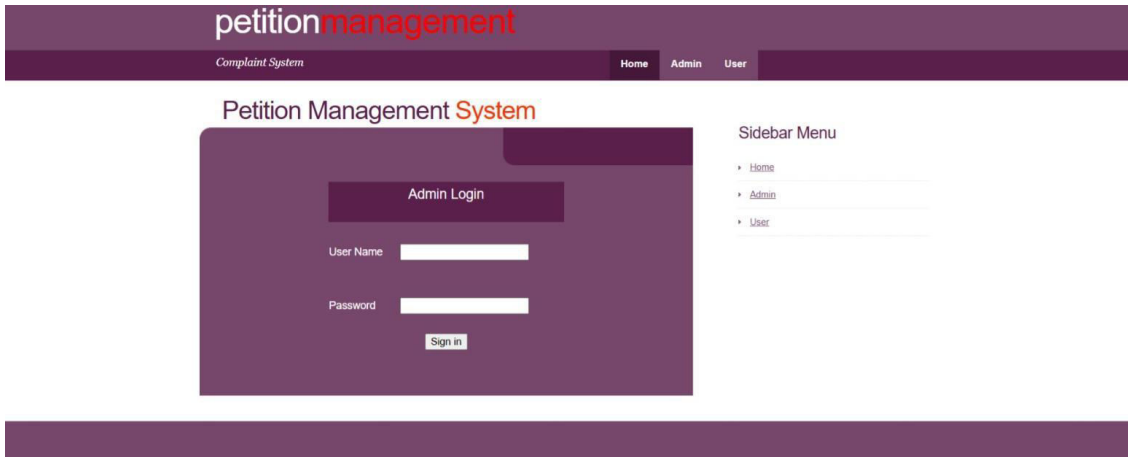 petitionmanagement
Complaint System
Home Admin User
Petition Management System
Admin Login
User Name
Password
Sign in
Sidebar Menu
Home
Admin
User